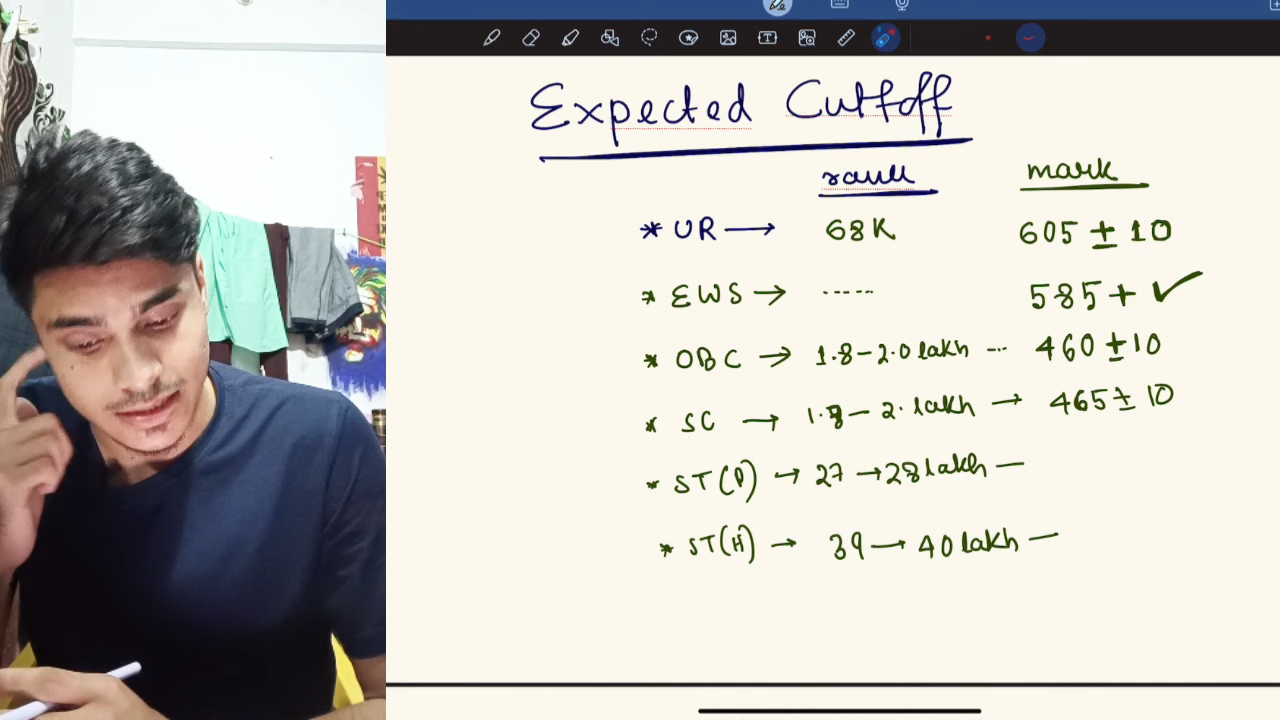 Expected Cuttoff
rank mark
* UR → 68K 605 ± 10
* EWS → ..... 585 + ✓
* OBC → 1.8 - 2.0 lakh ... 460 ± 10
* SC → 1.8 - 2. lakh → 465 ± 10
* ST(P) → 27 → 28 lakh —
* ST(H) → 39 → 40 lakh —